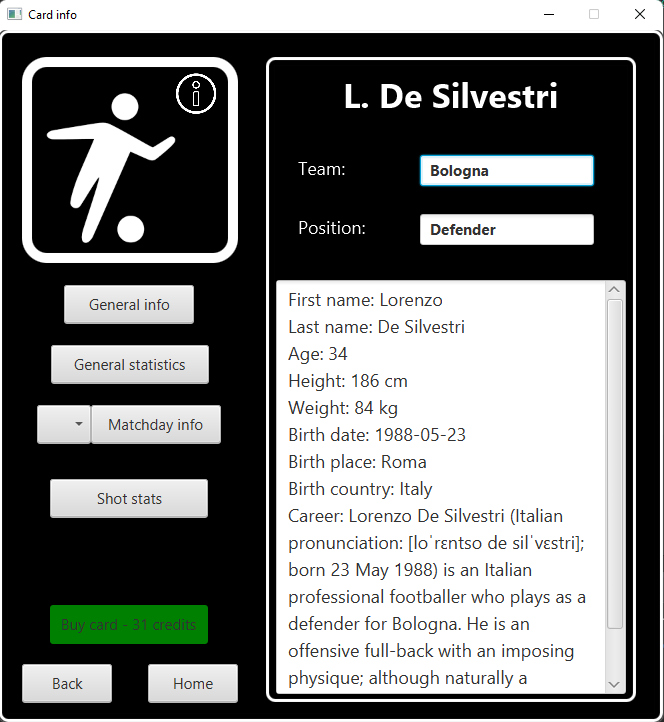 Card info
L. De Silvestri
Team:
Bologna
Position:
Defender
General info
General statistics
Matchday info
Shot stats
Buy card - 31 credits
Back
Home
First name: Lorenzo
Last name: De Silvestri
Age: 34
Height: 186 cm
Weight: 84 kg
Birth date: 1988-05-23
Birth place: Roma
Birth country: Italy
Career: Lorenzo De Silvestri (Italian
pronunciation: [loˈrɛntso de silˈvɛstri];
born 23 May 1988) is an Italian
professional footballer who plays as a
defender for Bologna. He is an
offensive full-back with an imposing
physique; although naturally a